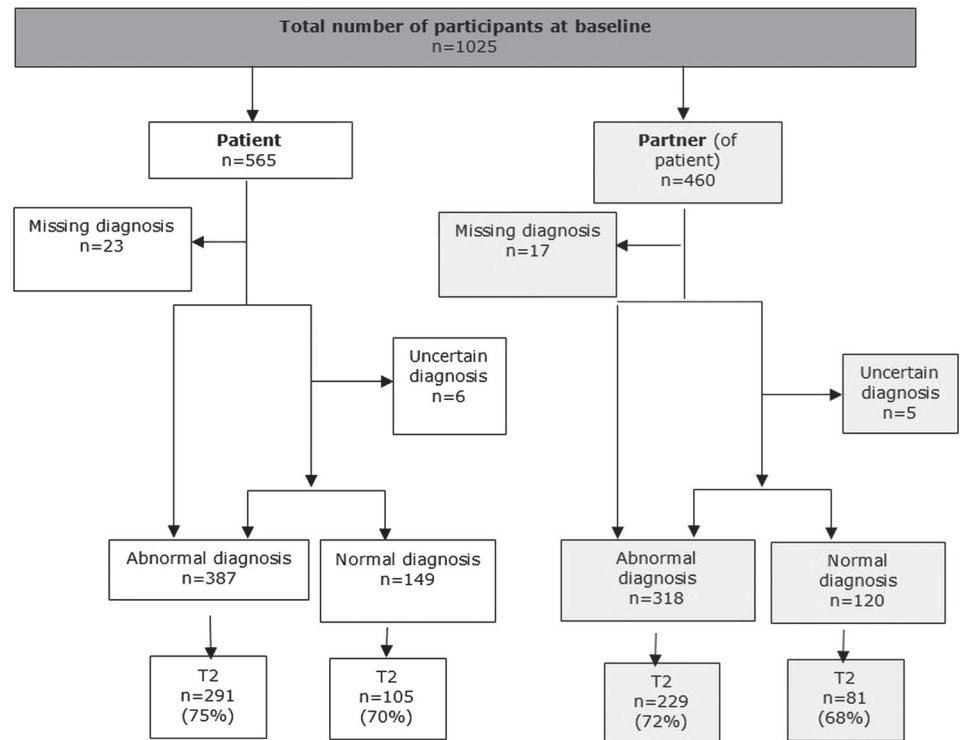 Total number of participants at baseline
n=1025
Patient
n=565
Partner (of
patient)
n=460
Missing diagnosis
n=23
Missing diagnosis
n=17
Uncertain
diagnosis
n=6
Uncertain
diagnosis
n=5
Abnormal diagnosis
n=387
Normal diagnosis
n=149
Abnormal
diagnosis
n=318
Normal
diagnosis
n=120
T2
n=291
(75%)
T2
n=105
(70%)
T2
n=229
(72%)
T2
n=81
(68%)